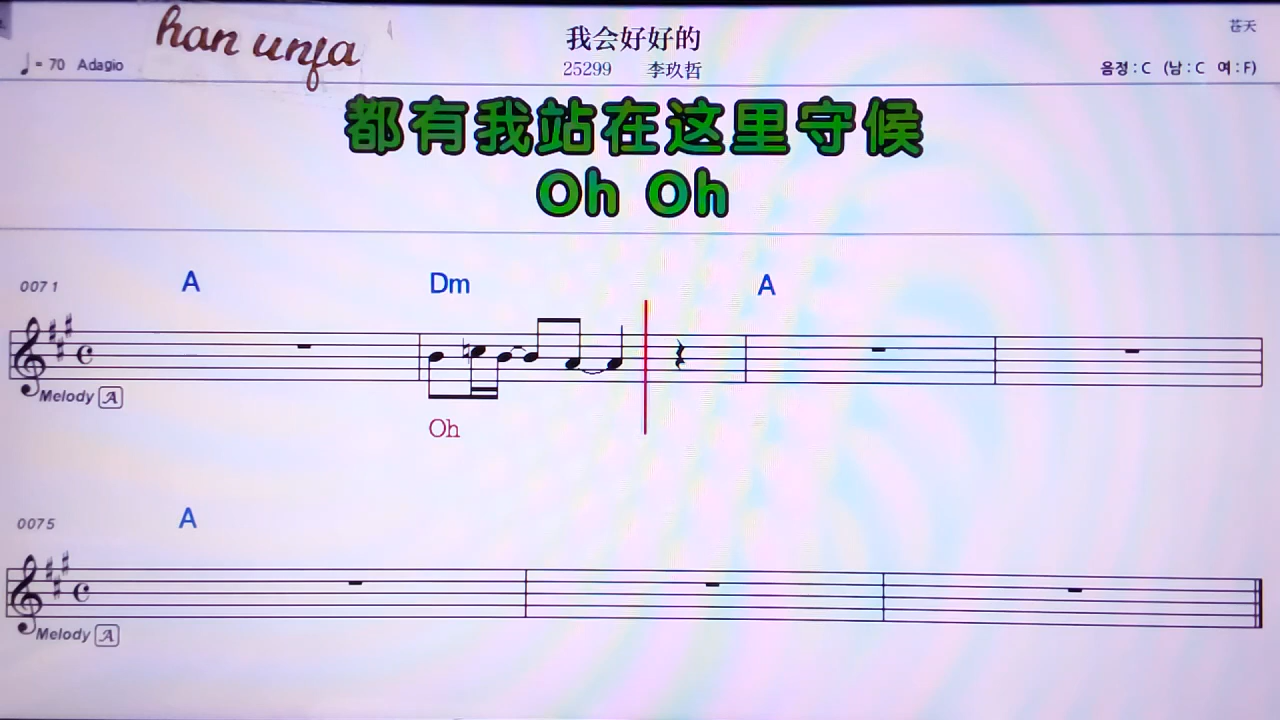 han unfa
我会好好的
苍天
♩= 70 Adagio
25299 李玖哲
음정 : C (남 : C 여 : F)
都有我站在这里守候
Oh Oh
0071 A Dm A
Melody A
Oh
0075 A
Melody A